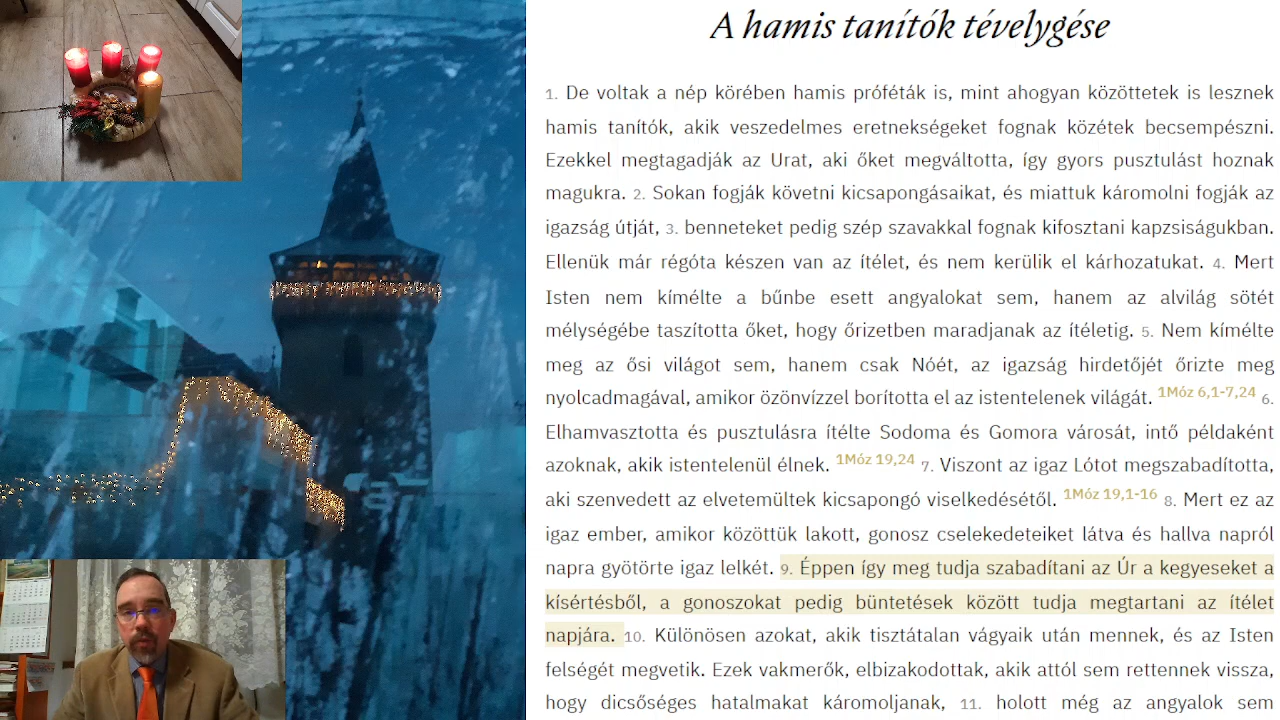 A hamis tanítók tévelygése
1. De voltak a nép körében hamis próféták is, mint ahogyan közöttetek is lesznek
hamis tanítók, akik veszedelmes eretnekségeket fognak közétek becsempészni.
Ezekkel megtagadják az Urat, aki őket megváltotta, így gyors pusztulást hoznak
magukra. 2. Sokan fogják követni kicsapongásaikat, és miattuk káromolni fogják az
igazság útját, 3. benneteket pedig szép szavakkal fognak kifosztani kapzsiságukban.
Ellenük már régóta készen van az ítélet, és nem kerülik el kárhozatukat. 4. Mert
Isten nem kímélte a bűnbe esett angyalokat sem, hanem az alvilág sötét
mélységébe taszította őket, hogy őrizetben maradjanak az ítéletig. 5. Nem kímélte
meg az ősi világot sem, hanem csak Nóét, az igazság hirdetőjét őrizte meg
nyolcadmagával, amikor özönvízzel borította el az istentelenek világát. 1Móz 6,1-7,24 6.
Elhamvasztotta és pusztulásra ítélte Sodoma és Gomora városát, intő példaként
azoknak, akik istentelenül élnek. 1Móz 19,24 7. Viszont az igaz Lótot megszabadította,
aki szenvedett az elvetemültek kicsapongó viselkedésétől. 1Móz 19,1-16 8. Mert ez az
igaz ember, amikor közöttük lakott, gonosz cselekedeteiket látva és hallva napról
napra gyötörte igaz lelkét. 9. Éppen így meg tudja szabadítani az Úr a kegyeseket a
kísértésből, a gonoszokat pedig büntetések között tudja megtartani az ítélet
napjára. 10. Különösen azokat, akik tisztátalan vágyaik után mennek, és az Isten
felségét megvetik. Ezek vakmerők, elbizakodottak, akik attól sem rettennek vissza,
hogy dicsőséges hatalmakat káromoljanak, 11. holott még az angyalok sem